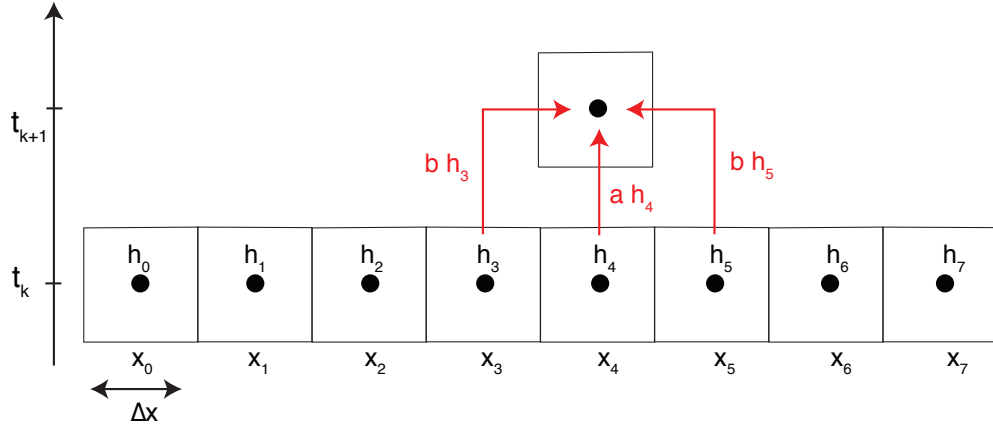 t_{k+1}
b h_3
a h_4
b h_5
h_0 h_1 h_2 h_3 h_4 h_5 h_6 h_7
t_k
x_0 x_1 x_2 x_3 x_4 x_5 x_6 x_7
Δx